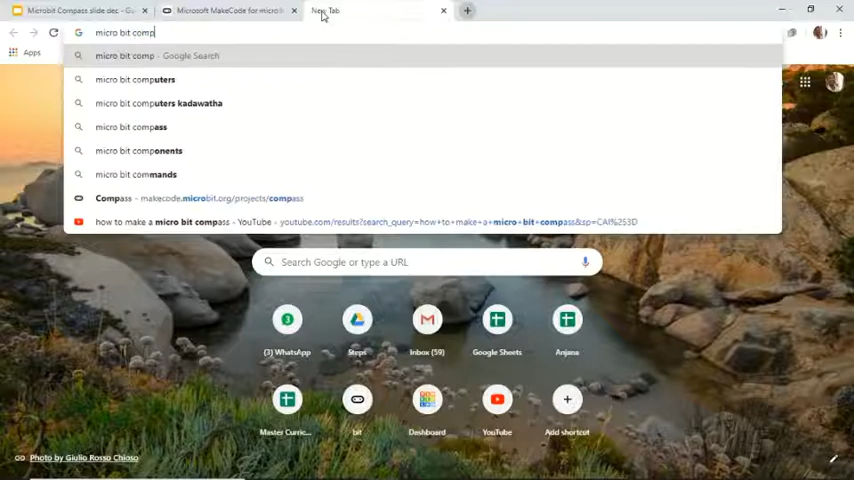 Microbit Compass slide dec - Go
Microsoft MakeCode for micro:b
New Tab
micro bit comp
Apps
micro bit comp - Google Search
micro bit computers
micro bit computers kadawatha
micro bit compass
micro bit components
micro bit commands
Compass - makecode.microbit.org/projects/compass
how to make a micro bit compass - YouTube - youtube.com/results?search_query=how+to+make+a+micro+bit+compass&sp=CAI%253D
Search Google or type a URL
3
(3) WhatsApp
Steps
Inbox (59)
Google Sheets
Anjana
Master Curric...
bit
Dashboard
YouTube
Add shortcut
Photo by Giulio Rosso Chioso